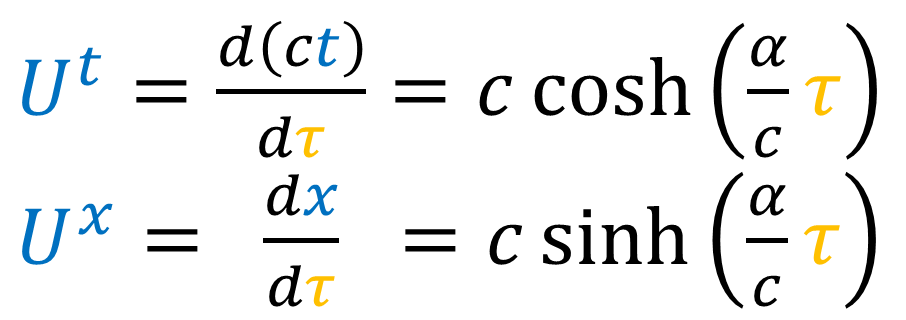 U^t = d(ct)/dτ = c cosh(α/c τ)
U^x = dx/dτ = c sinh(α/c τ)